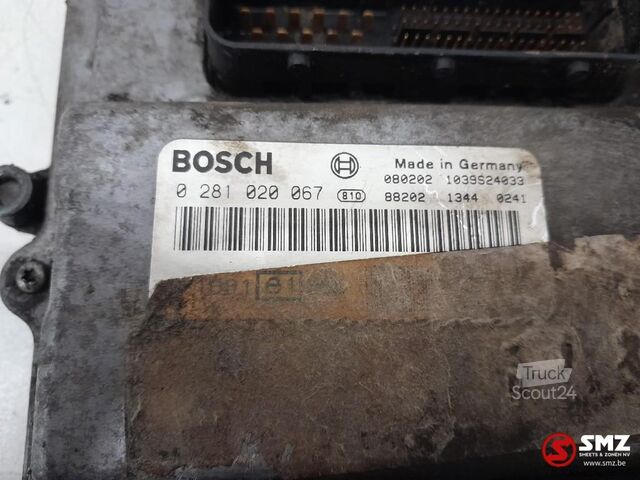 BOSCH
Made in Germany
080202 1039S24033
0 281 020 067 810 88202 1344 0241
e1
Truck
Scout24
SMZ
SHEETS & ZONEN NV
www.smz.be